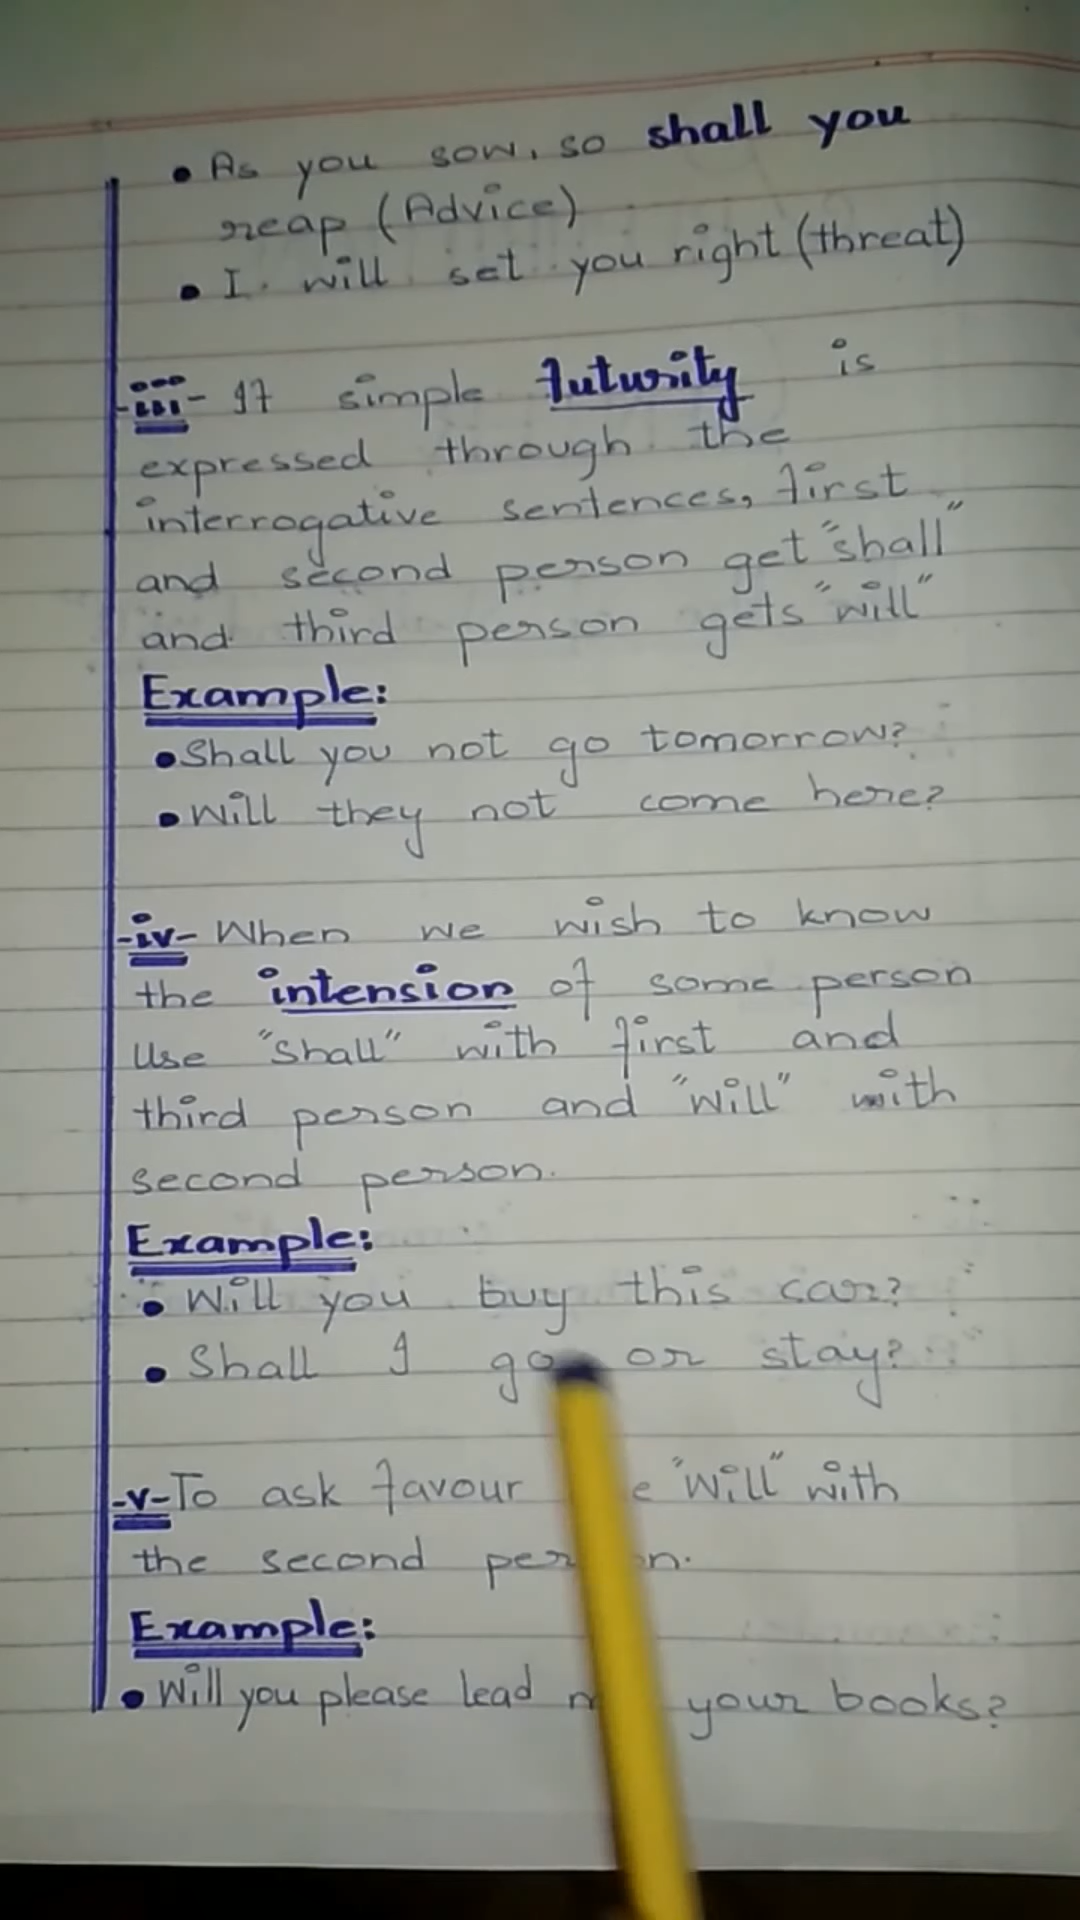 • As you sow, so shall you
reap (Advice)
• I will set you right (threat)
-iii- If simple futurity is
expressed through the
interrogative sentences, first
and second person get "shall"
and third person gets "will"
Example:
• Shall you not go tomorrow?
• Will they not come here?
-iv- When we wish to know
the intension of some person
Use "Shall" with first and
third person and "will" with
second person.
Example:
• Will you buy this car?
• Shall I go or stay?
-v- To ask favour "will" with
the second
Example:
• Will you please lead your books?